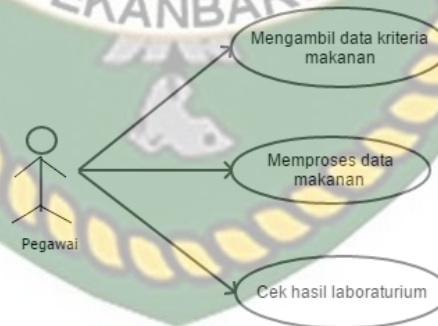 EKANBAR
Mengambil data kriteria
makanan
Memproses data
makanan
Pegawai
Cek hasil laboraturium